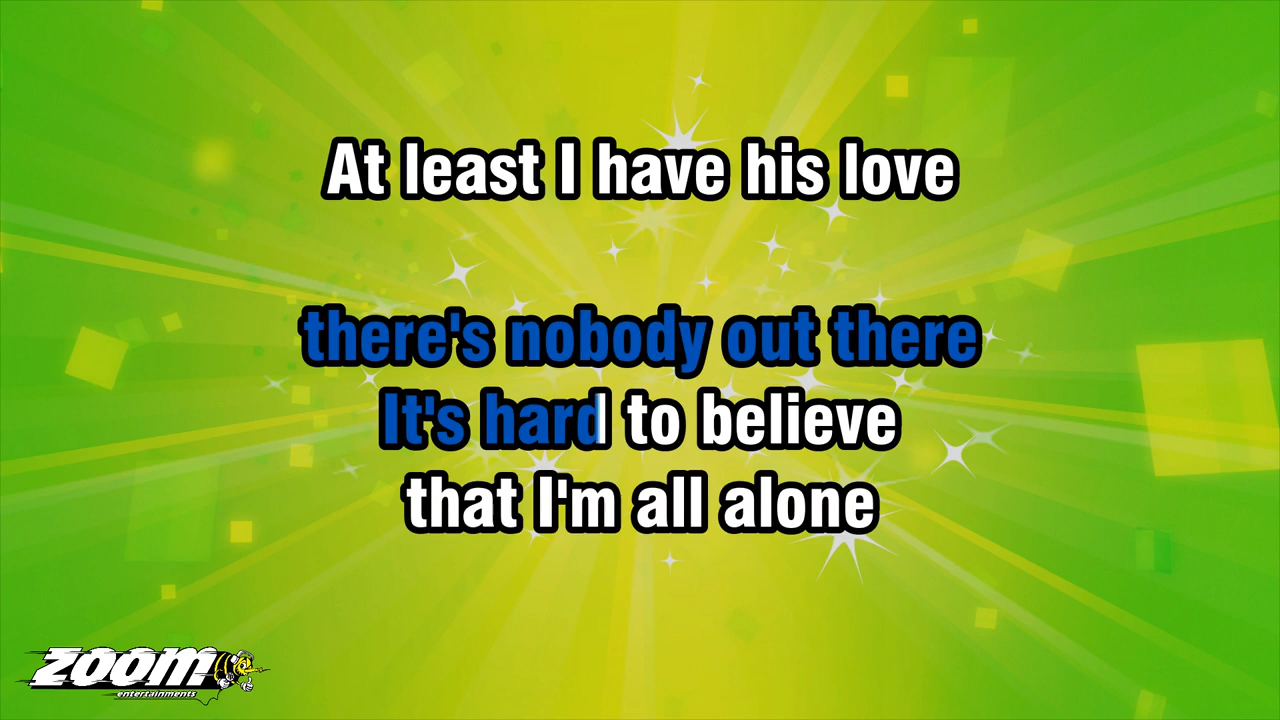 At least I have his love
there's nobody out there
It's hard to believe
that I'm all alone
ZOOM
entertainments